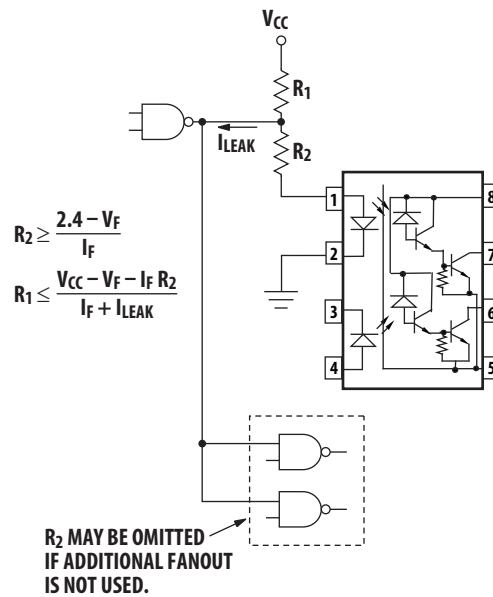 VCC
R1
ILEAK
R2
1
2
3
4
8
7
6
5
R2 ≥ (2.4 – VF) / IF
R1 ≤ (VCC – VF – IF R2) / (IF + ILEAK)
R2 MAY BE OMITTED
IF ADDITIONAL FANOUT
IS NOT USED.